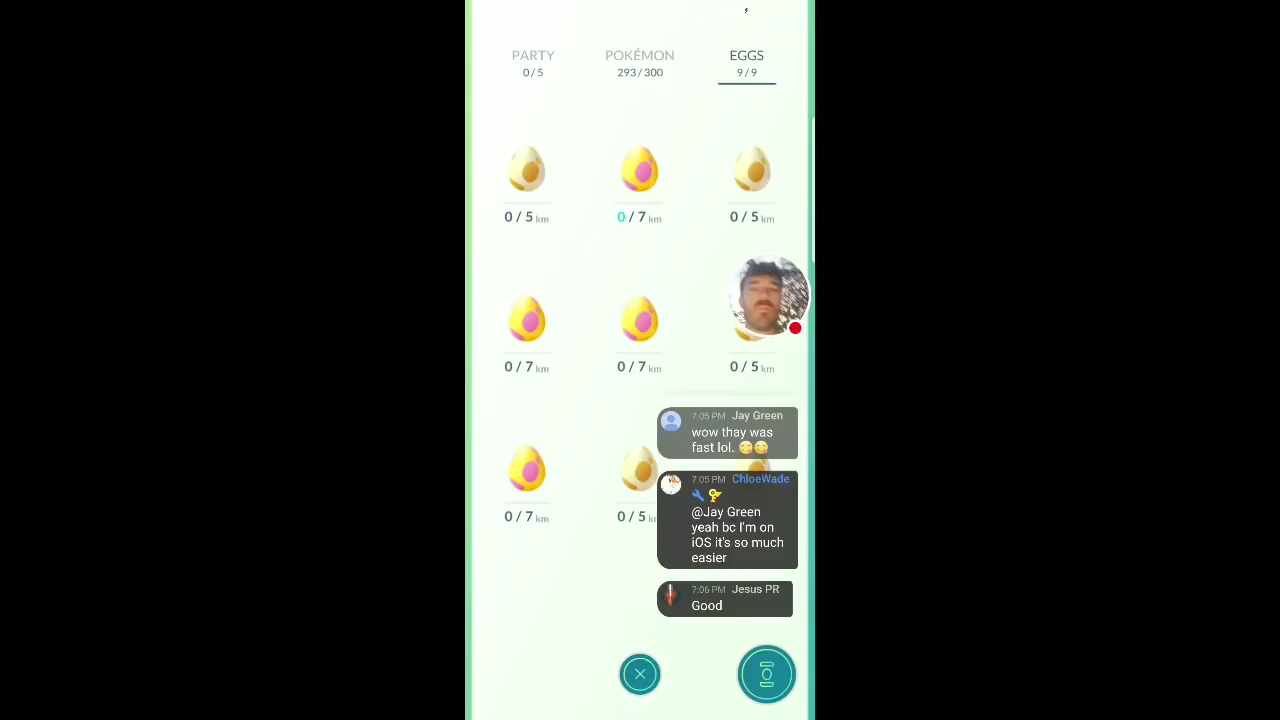 PARTY POKÉMON EGGS
0 / 5 293 / 300 9 / 9
0 / 5 km 0 / 7 km 0 / 5 km
0 / 7 km 0 / 7 km 0 / 5 km
7:05 PM Jay Green
wow thay was
fast lol. 🥰🥰
7:05 PM ChloeWade
@Jay Green
yeah bc I'm on
iOS it's so much
easier
0 / 7 km 0 / 5 km
7:06 PM Jesus PR
Good